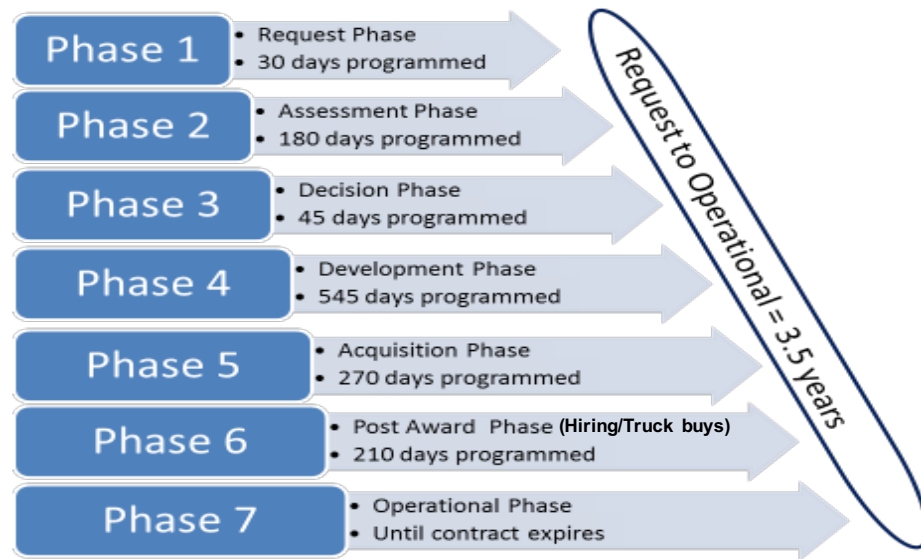 Phase 1
• Request Phase
• 30 days programmed
Phase 2
• Assessment Phase
• 180 days programmed
Phase 3
• Decision Phase
• 45 days programmed
Phase 4
• Development Phase
• 545 days programmed
Phase 5
• Acquisition Phase
• 270 days programmed
Phase 6
• Post Award Phase (Hiring/Truck buys)
• 210 days programmed
Phase 7
• Operational Phase
• Until contract expires
Request to Operational = 3.5 years